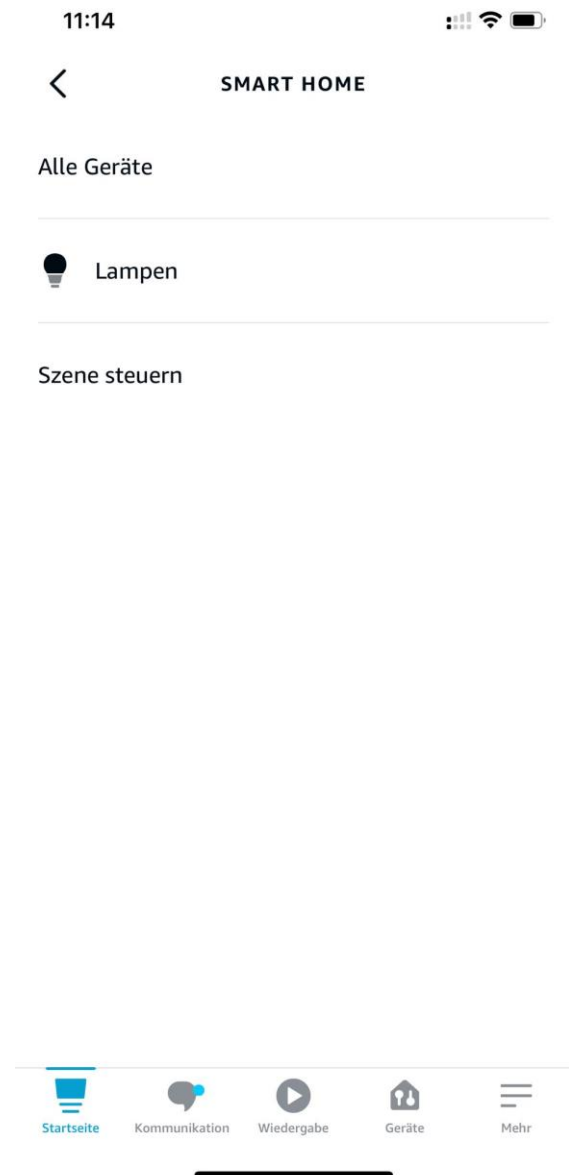 11:14
SMART HOME
Alle Geräte
Lampen
Szene steuern
Startseite Kommunikation Wiedergabe Geräte Mehr